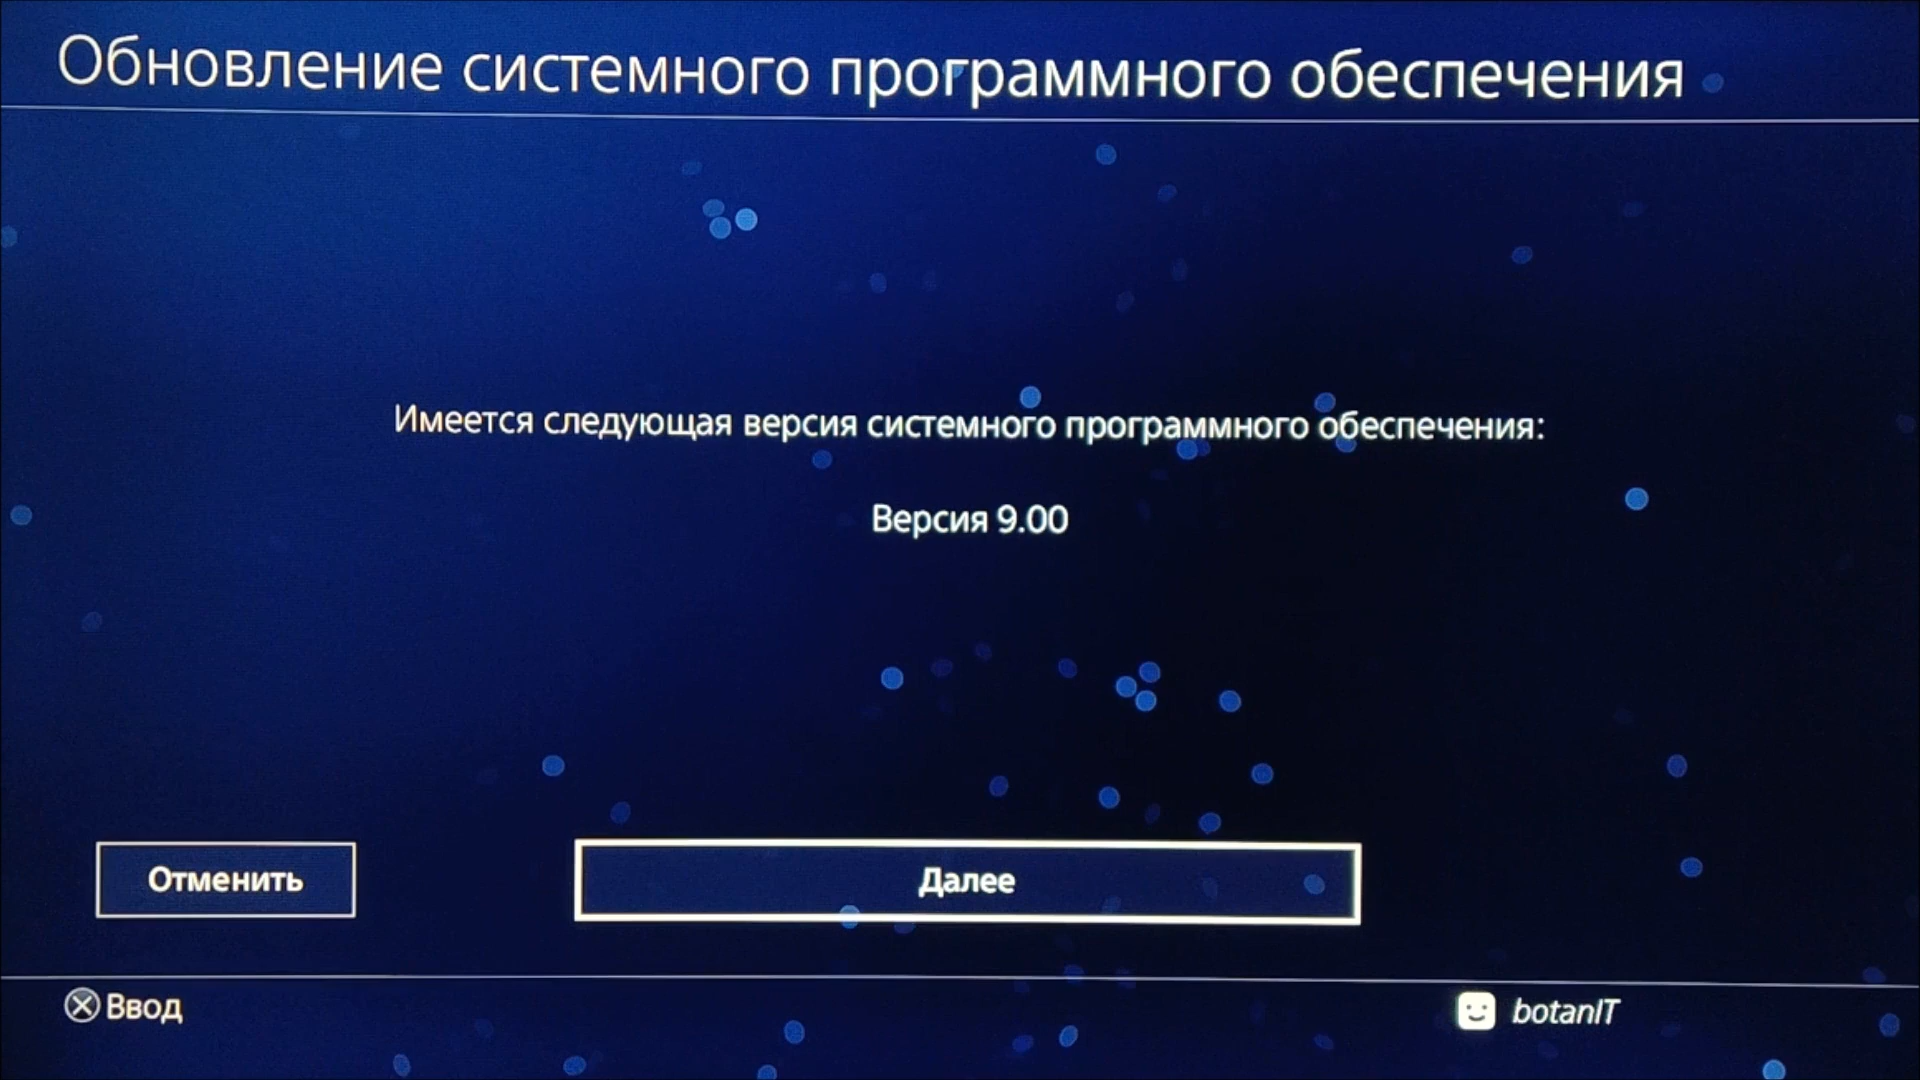 Обновление системного программного обеспечения
Имеется следующая версия системного программного обеспечения:
Версия 9.00
Отменить
Далее
Ввод
botanIT